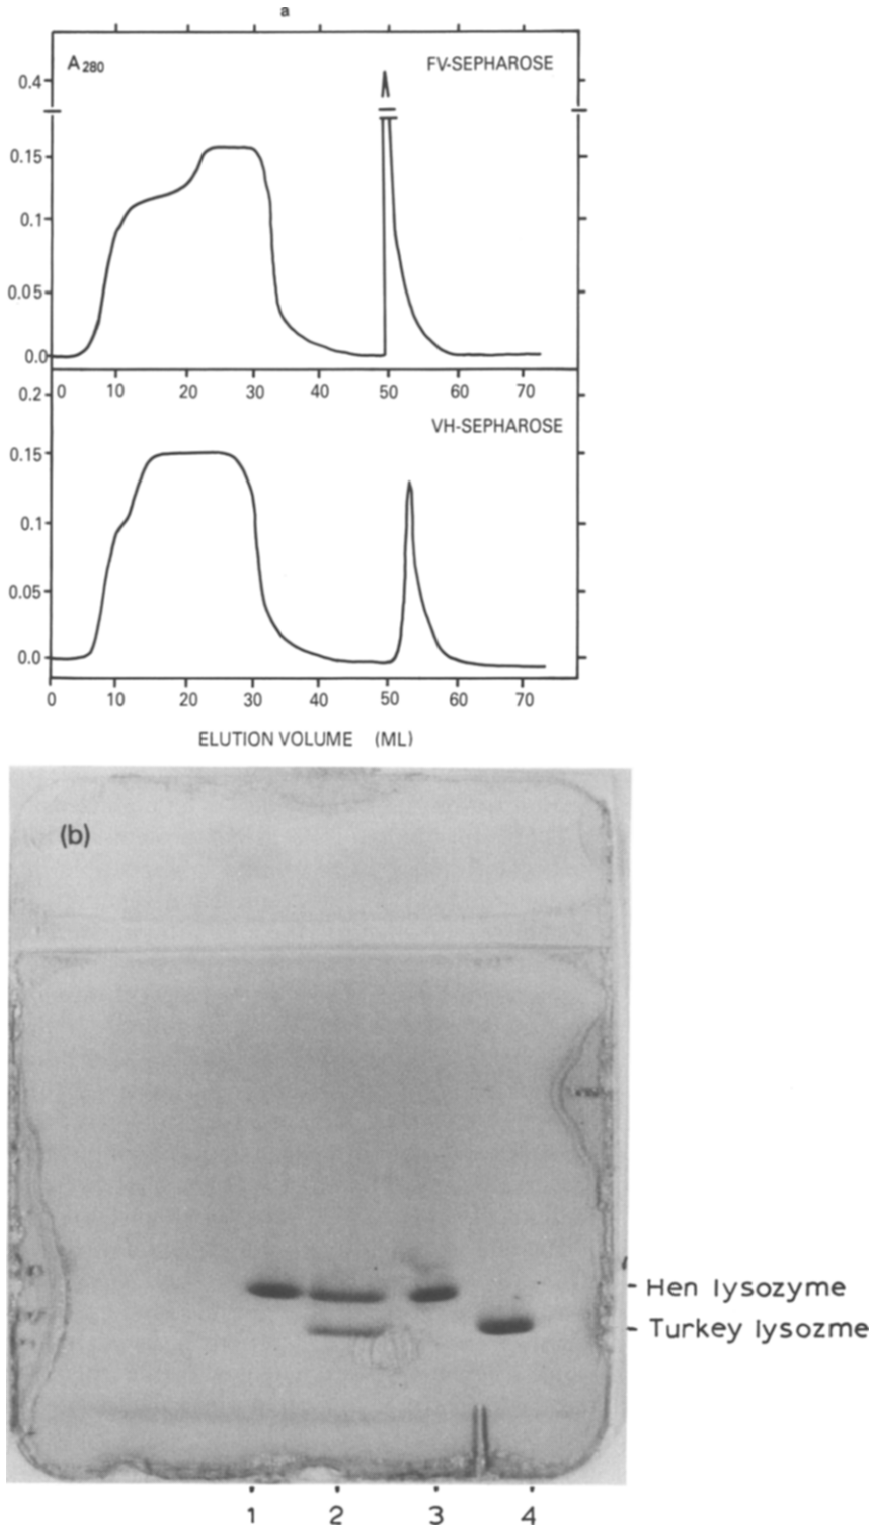 a
A280 FV-SEPHAROSE
0.4
0.15
0.1
0.05
0.0
0 10 20 30 40 50 60 70
0.2
VH-SEPHAROSE
0.15
0.1
0.05
0.0
0 10 20 30 40 50 60 70
ELUTION VOLUME (ML)
(b)
Hen lysozyme
Turkey lysozme
1 2 3 4